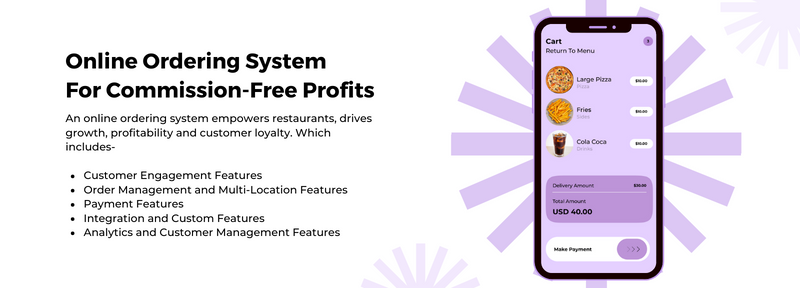 Online Ordering System
For Commission-Free Profits
An online ordering system empowers restaurants, drives
growth, profitability and customer loyalty. Which
includes-
• Customer Engagement Features
• Order Management and Multi-Location Features
• Payment Features
• Integration and Custom Features
• Analytics and Customer Management Features
Cart
Return To Menu
3
Large Pizza
Pizza
$10.00
Fries
Sides
$10.00
Cola Coca
Drinks
$10.00
Delivery Amount
Total Amount
USD 40.00
Make Payment